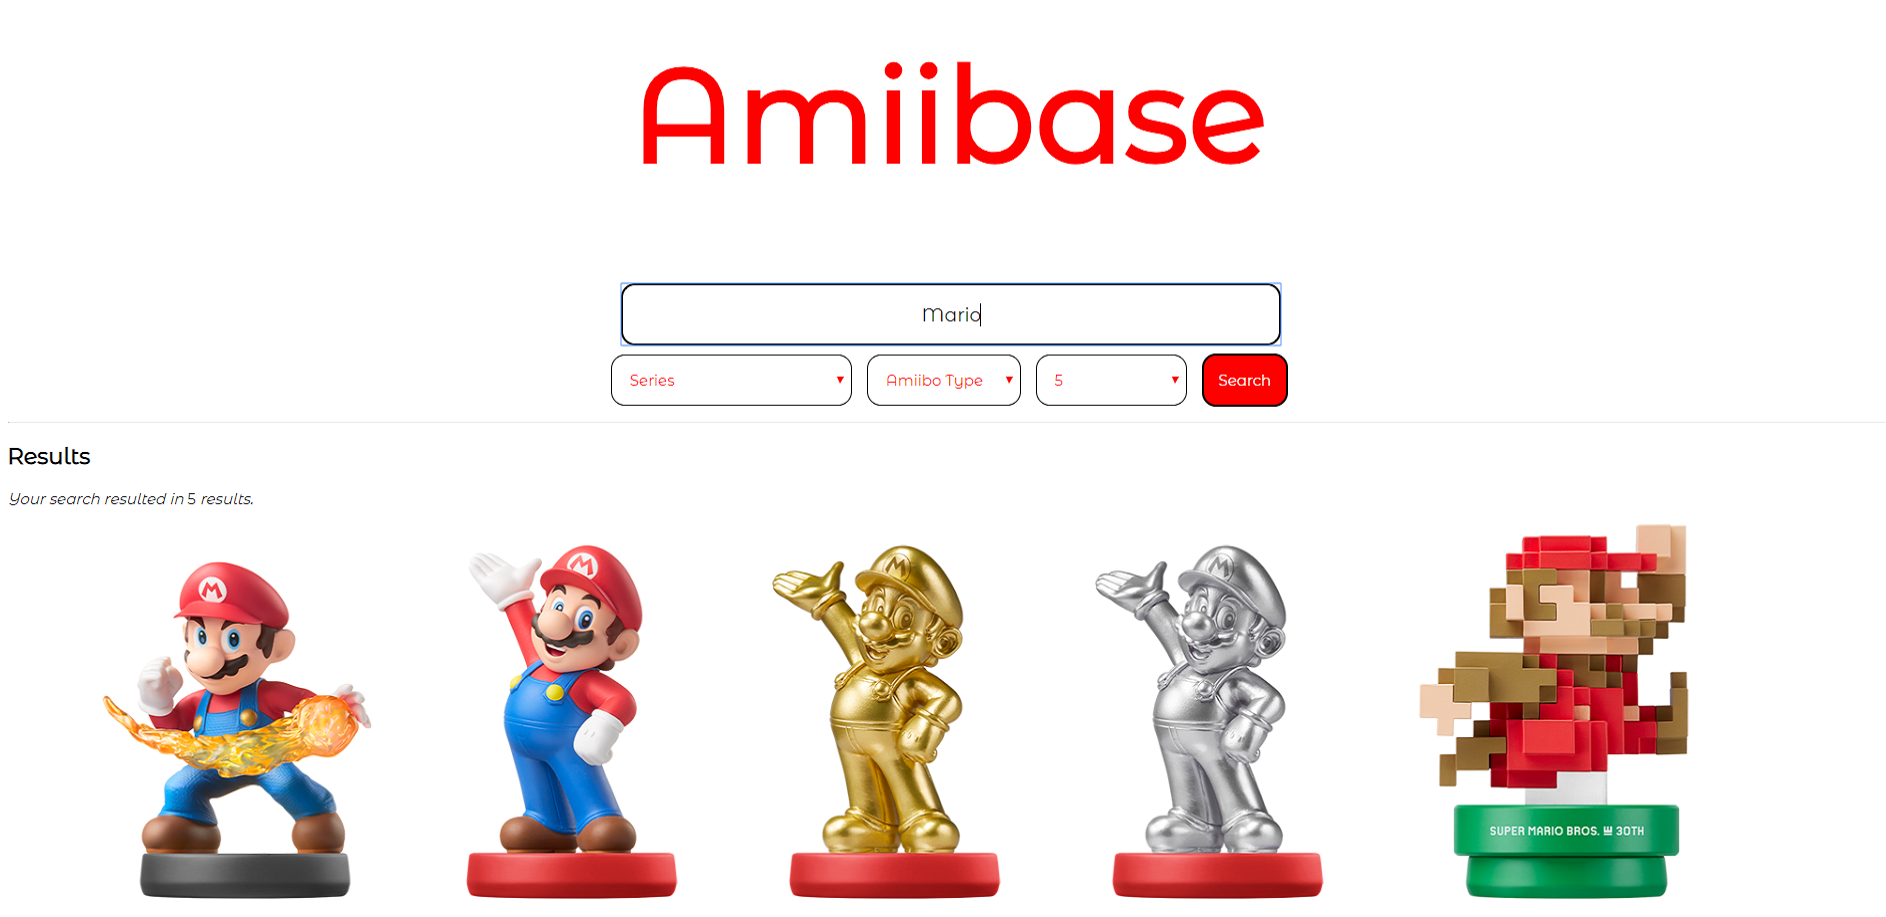 Amiibase
Mario
Series Amiibo Type 5 Search
Results
Your search resulted in 5 results.
M M M M
SUPER MARIO BROS. 30TH